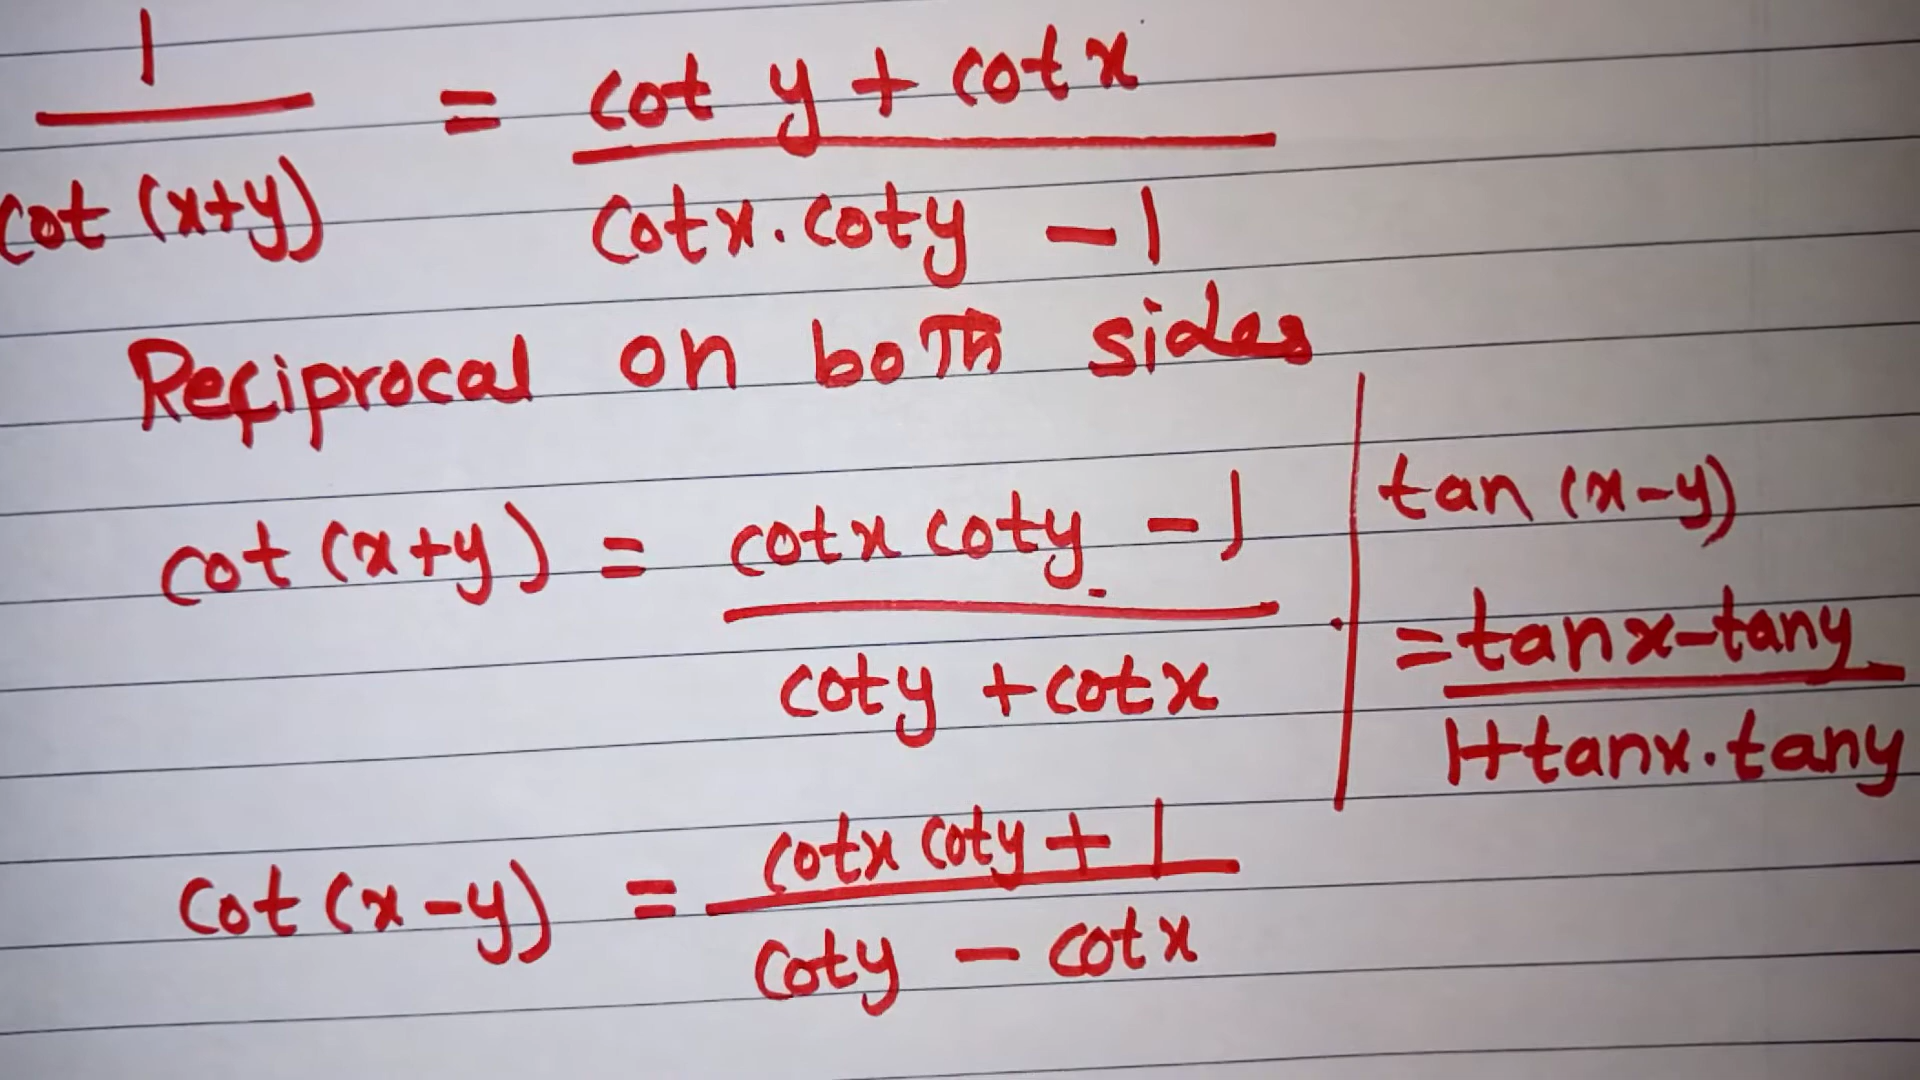 1/cot (x+y) = cot y + cot x/cotx.coty - 1
Reciprocal on both sides
cot (x+y) = cotx coty - 1/coty + cotx
tan (x-y)
= tanx-tany/1+tanx.tany
cot (x-y) = cotx coty + 1/coty - cotx